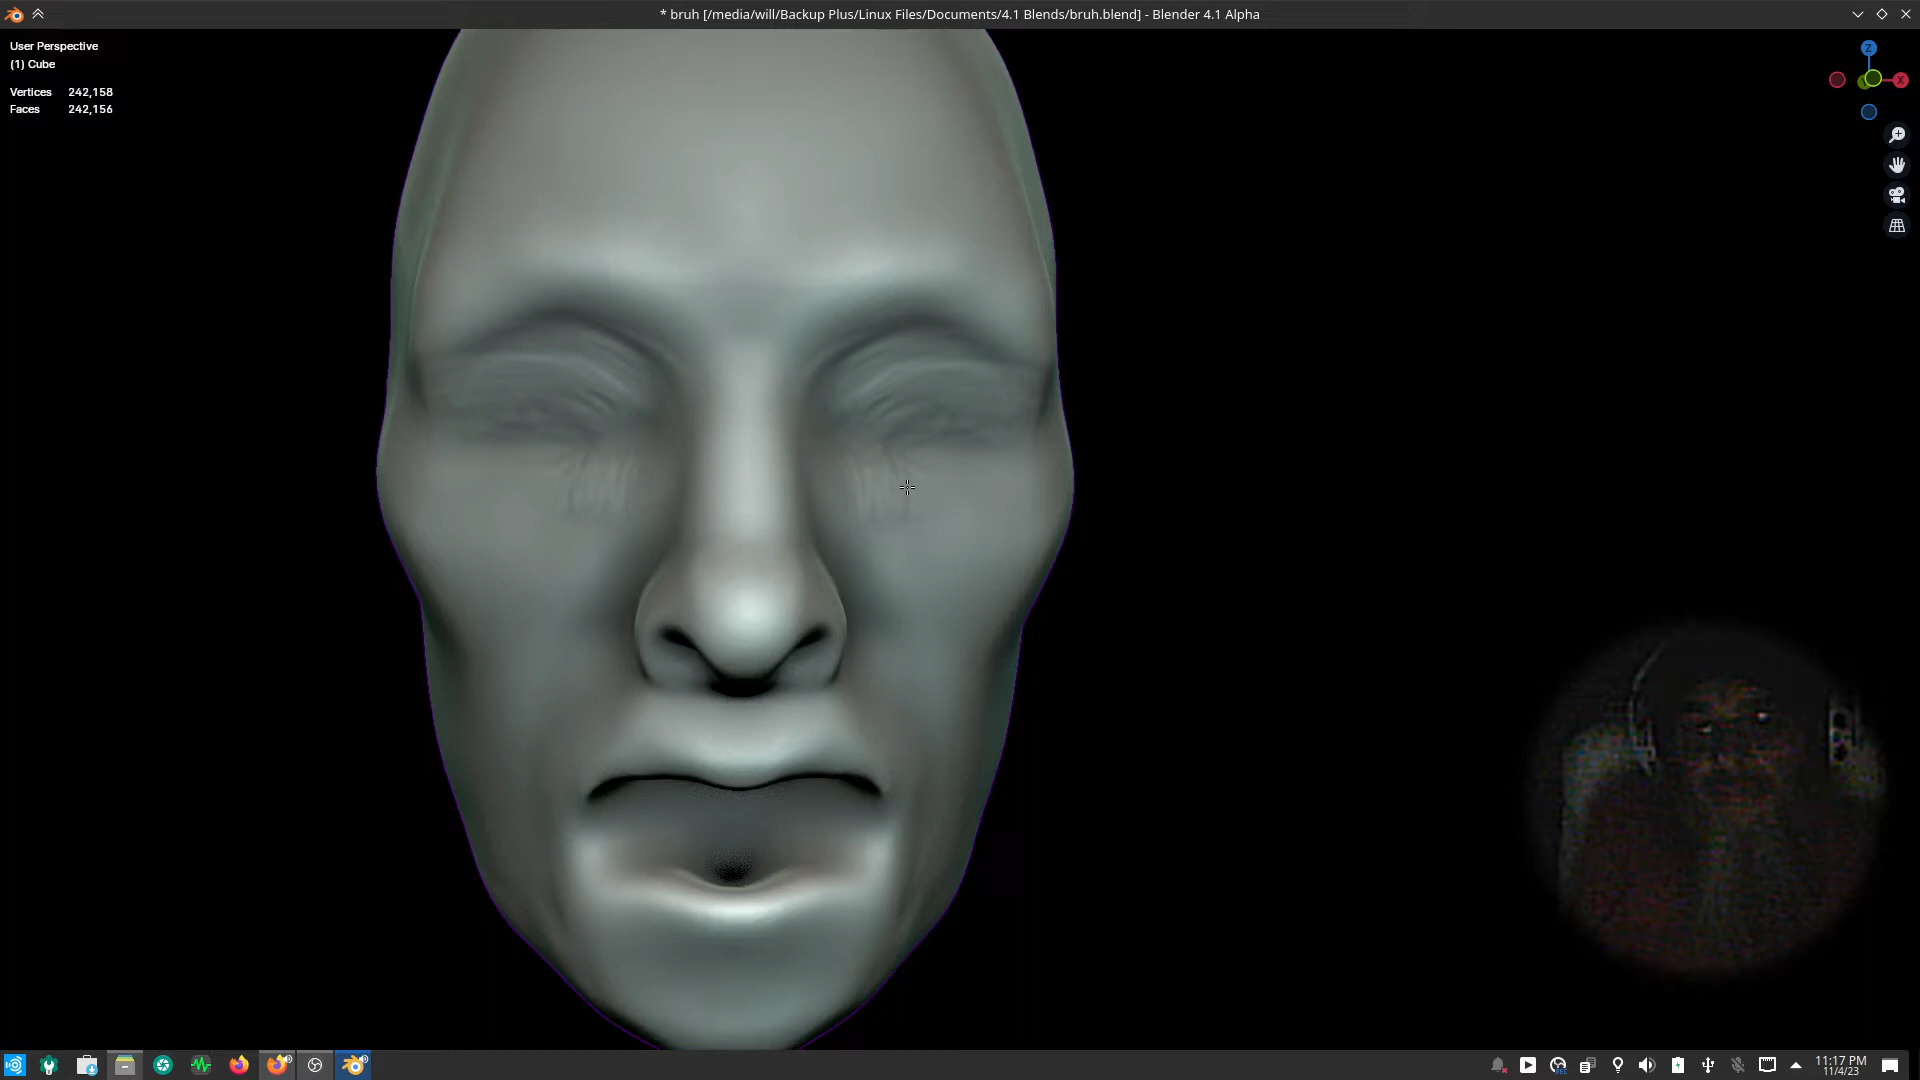 * bruh [/media/will/Backup Plus/Linux Files/Documents/4.1 Blends/bruh.blend] - Blender 4.1 Alpha
User Perspective
(1) Cube
Vertices 242,158
Faces 242,156
Z
X
REC
11:17 PM
11/4/23